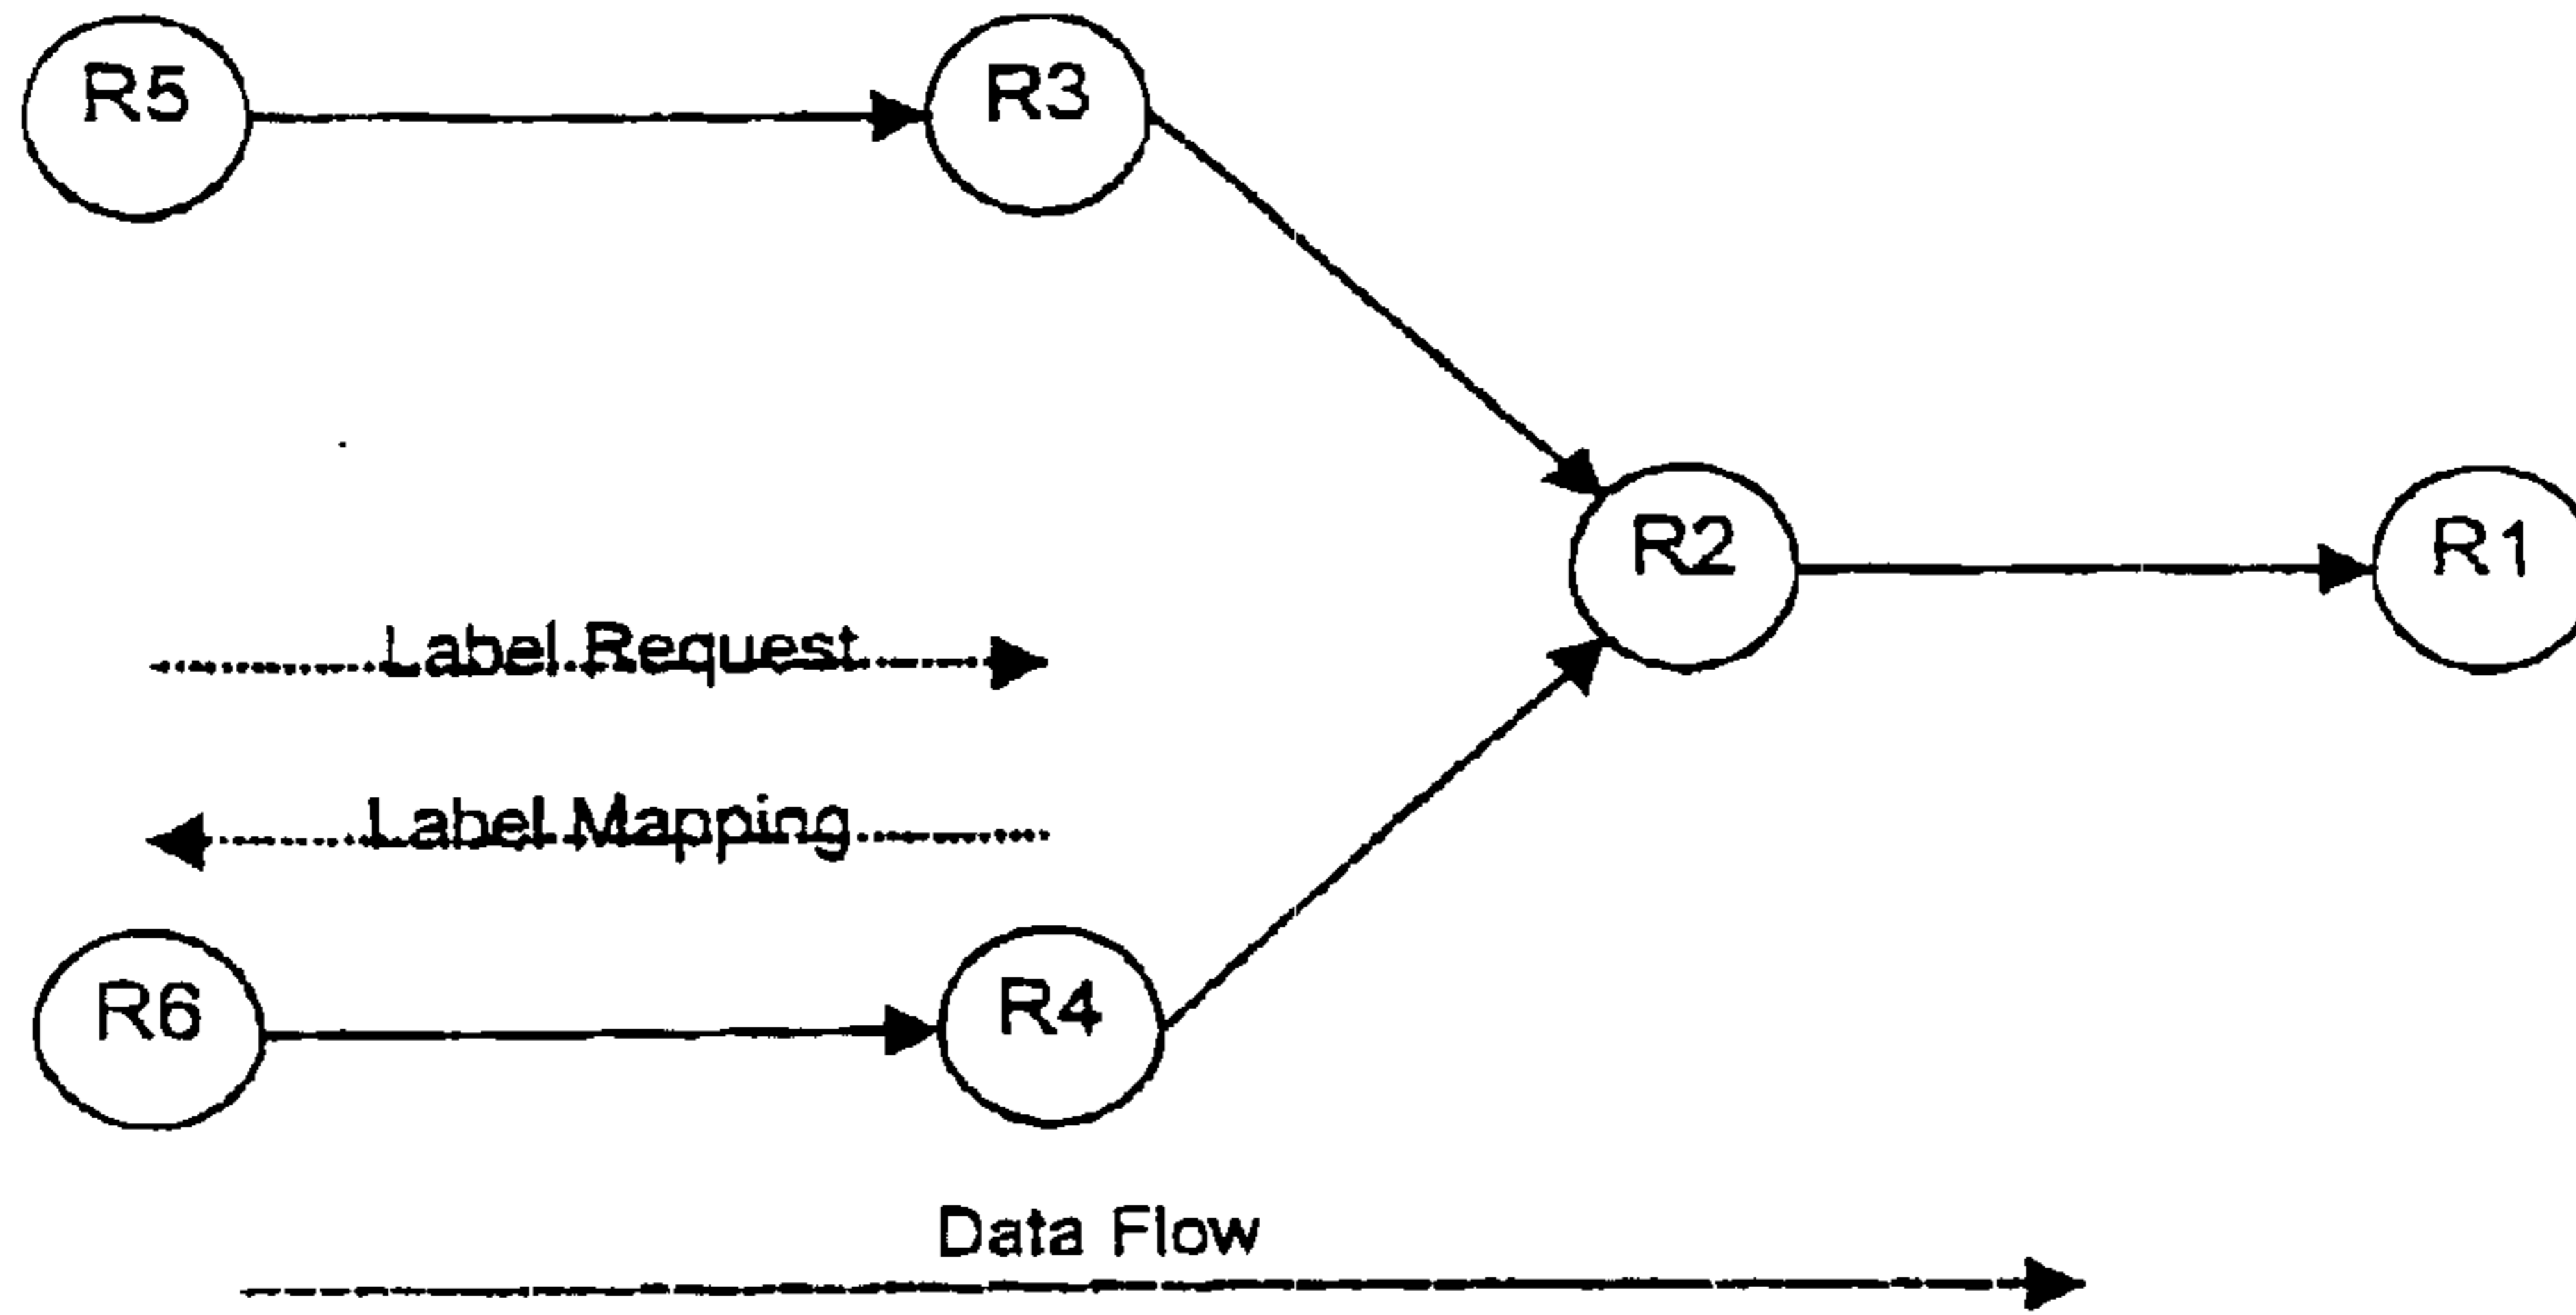 R5
R3
R2
R1
Label Request
Label Mapping
R6
R4
Data Flow